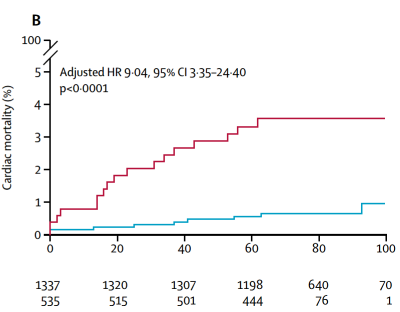 B
100
5
Adjusted HR 9·04, 95% CI 3·35–24·40
p<0·0001
4
3
2
1
0
Cardiac mortality (%)
0 20 40 60 80 100
1337 1320 1307 1198 640 70
535 515 501 444 76 1